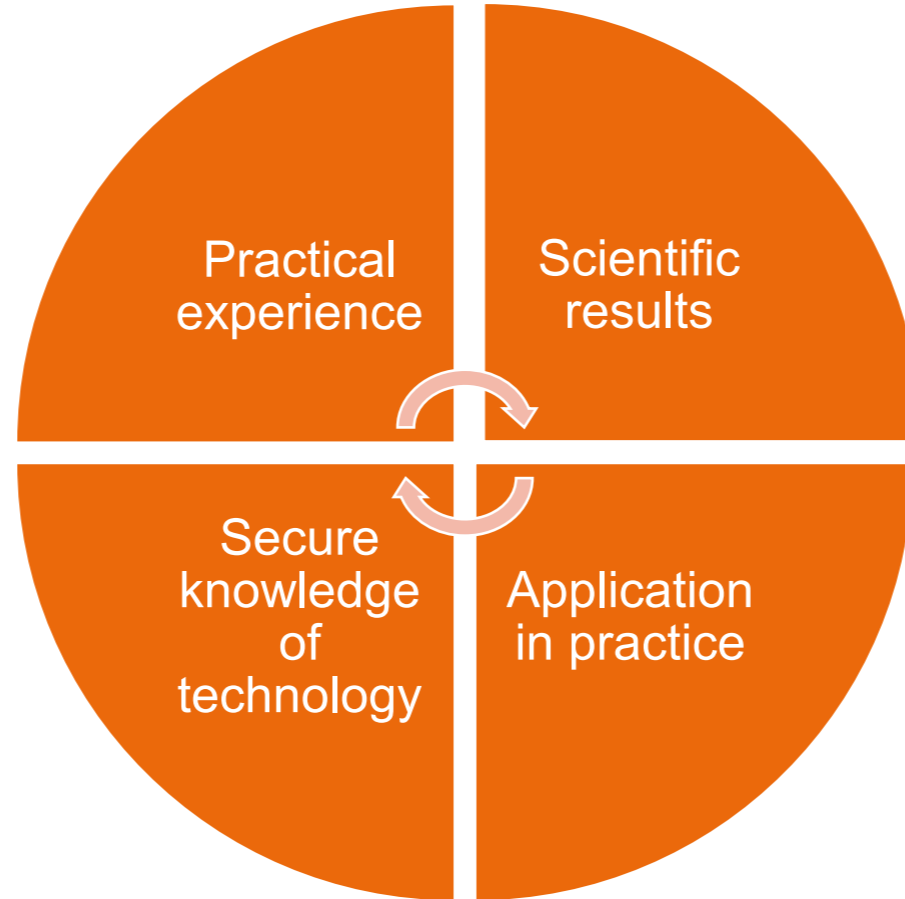 Practical
experience
Scientific
results
Secure
knowledge
of
technology
Application
in practice